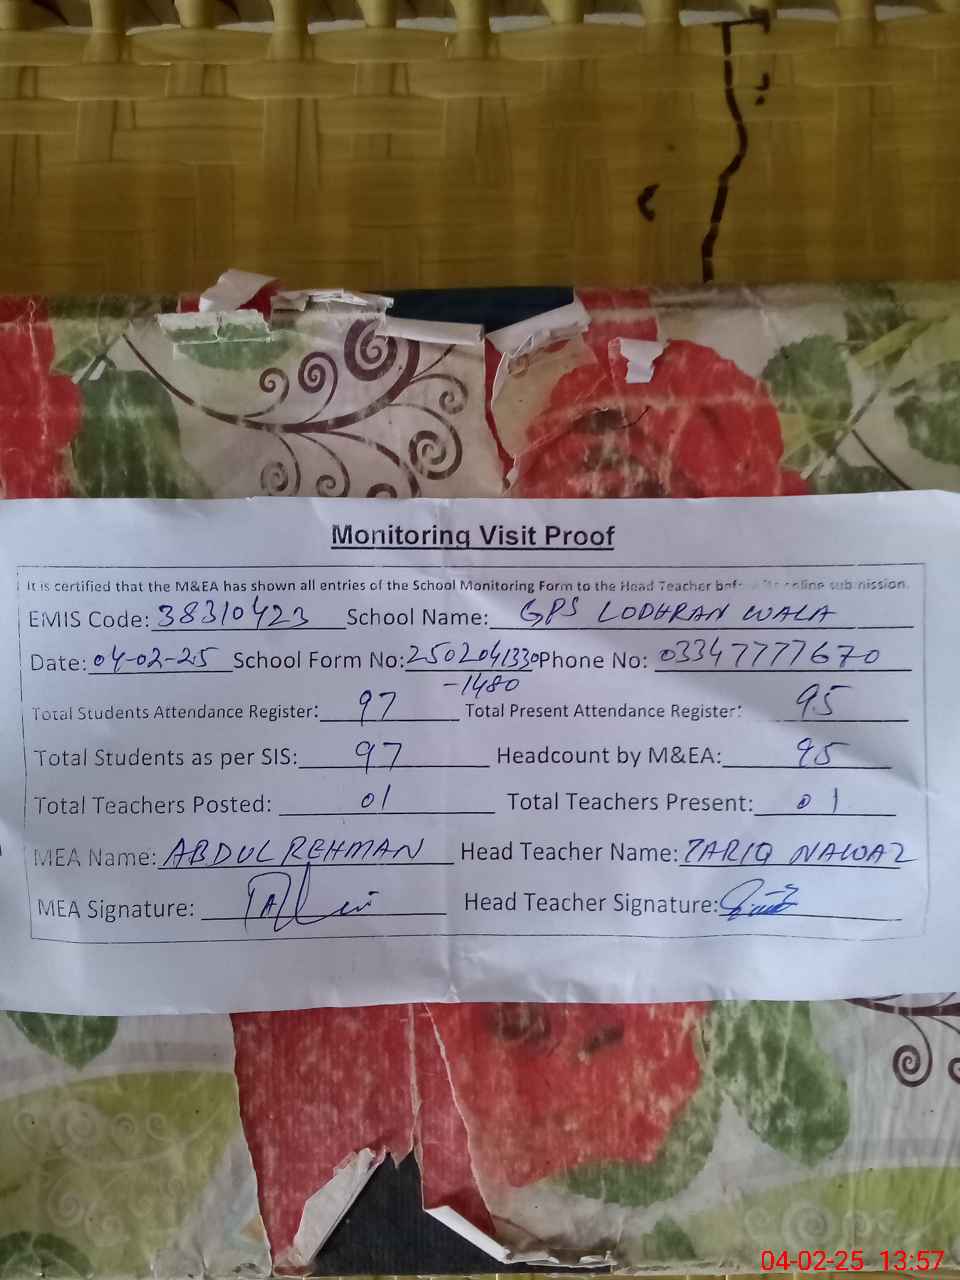 Monitoring Visit Proof
It is certified that the M&EA has shown all entries of the School Monitoring Form to the Head Teacher before online submission.
EMIS Code: 38310423 School Name: GPS LODHRAN WALA
Date: 04-02-25 School Form No: 2502041330 Phone No: 03347777670
-1480
Total Students Attendance Register: 97 Total Present Attendance Register: 95
Total Students as per SIS: 97 Headcount by M&EA: 95
Total Teachers Posted: 01 Total Teachers Present: 01
MEA Name: ABDUL REHMAN Head Teacher Name: TARIQ NAWAZ
MEA Signature: Head Teacher Signature:
04-02-25 13:57